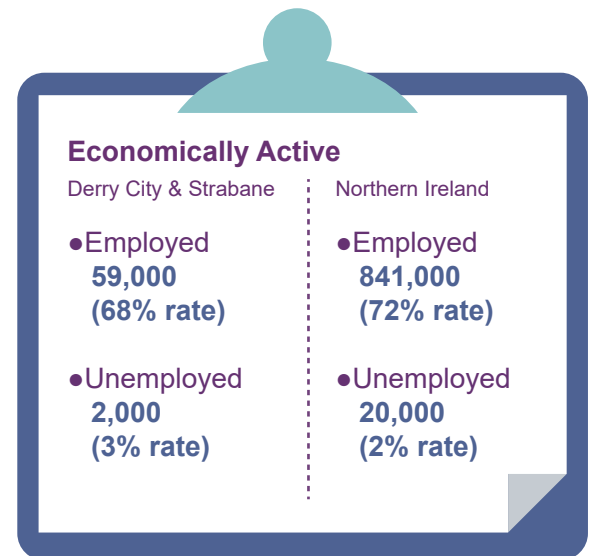 Economically Active
Derry City & Strabane
●Employed
59,000
(68% rate)
●Unemployed
2,000
(3% rate)
Northern Ireland
●Employed
841,000
(72% rate)
●Unemployed
20,000
(2% rate)